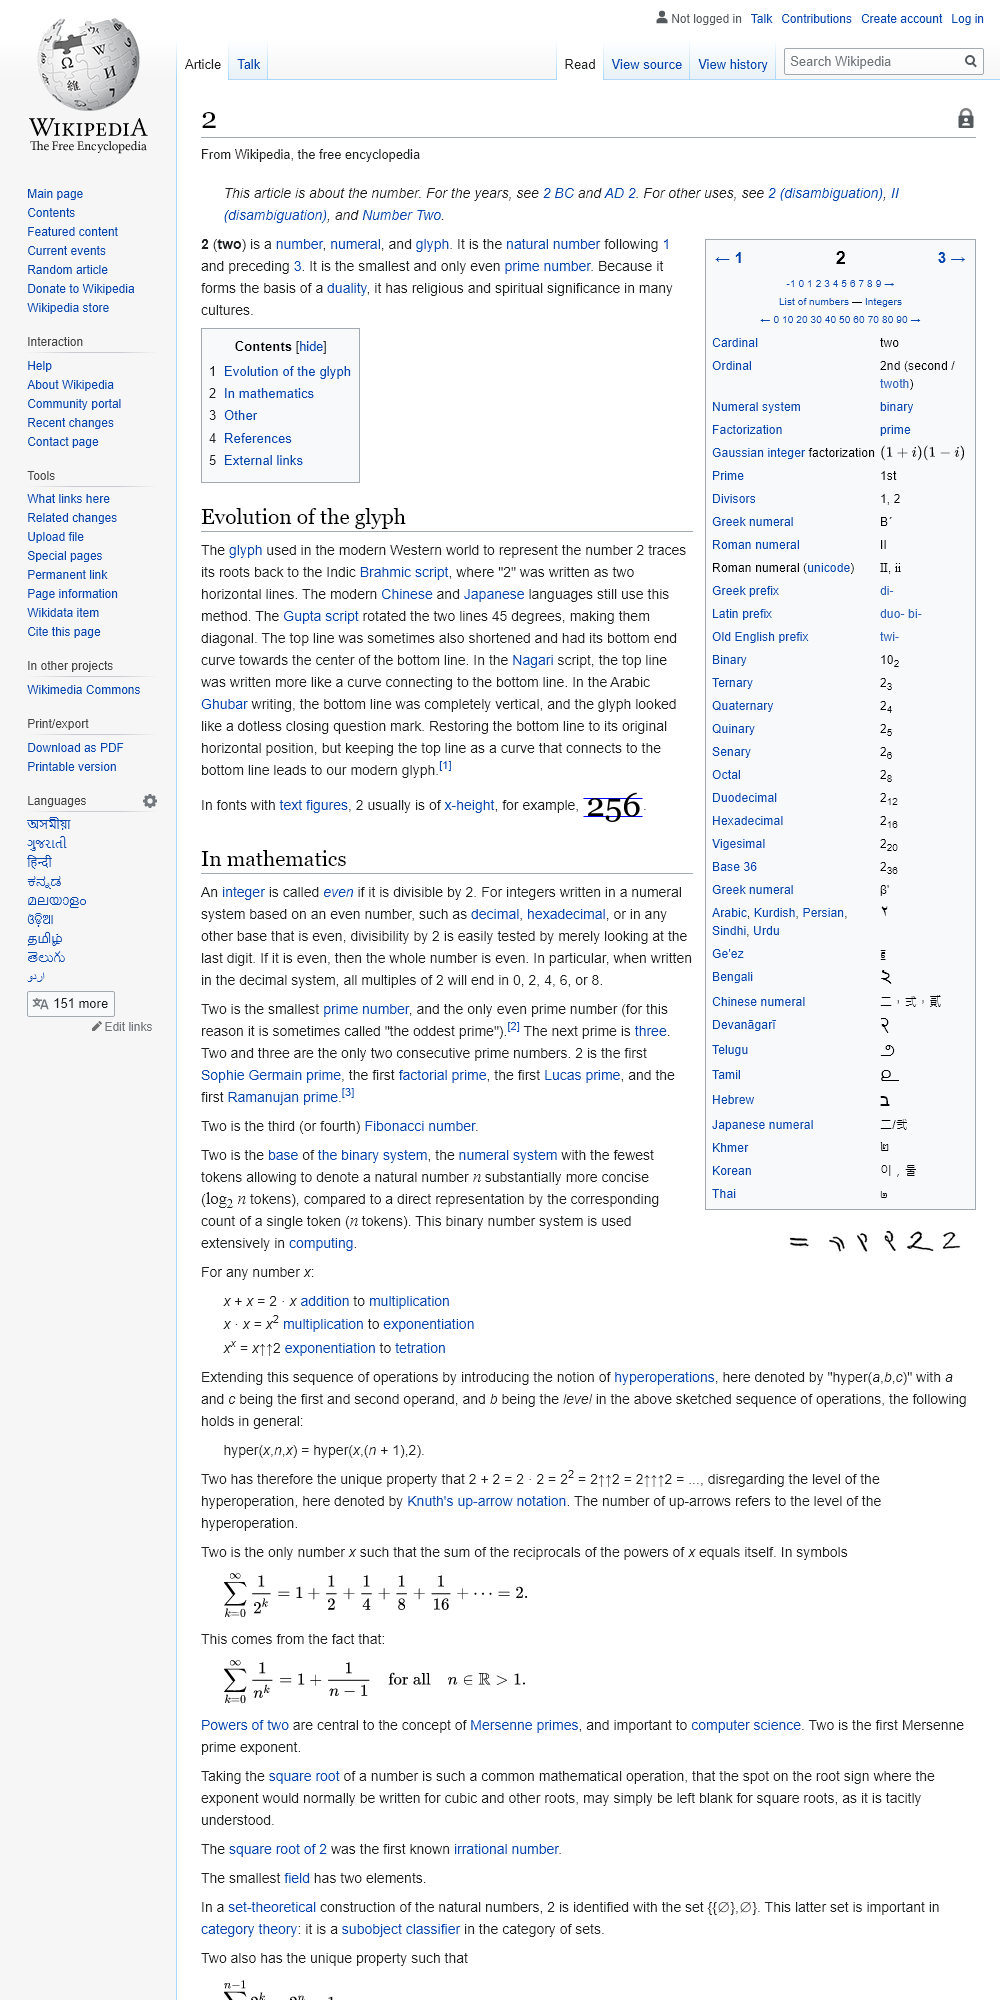 Not logged in Talk Contributions Create account Log in
Article Talk Read View source View history Search Wikipedia
WIKIPEDIA
The Free Encyclopedia
Main page
Contents
Featured content
Current events
Random article
Donate to Wikipedia
Wikipedia store
Interaction
Help
About Wikipedia
Community portal
Recent changes
Contact page
Tools
What links here
Related changes
Upload file
Special pages
Permanent link
Page information
Wikidata item
Cite this page
In other projects
Wikimedia Commons
Print/export
Download as PDF
Printable version
Languages
অসমীয়া
ગુજરાતી
हिन्दी
ಕನ್ನಡ
മലയാളം
ଓଡ଼ିଆ
தமிழ்
తెలుగు
اردو
151 more
Edit links
2
From Wikipedia, the free encyclopedia
This article is about the number. For the years, see 2 BC and AD 2. For other uses, see 2 (disambiguation), II
(disambiguation), and Number Two.
2 (two) is a number, numeral, and glyph. It is the natural number following 1
and preceding 3. It is the smallest and only even prime number. Because it
forms the basis of a duality, it has religious and spiritual significance in many
cultures.
Contents [hide]
1 Evolution of the glyph
2 In mathematics
3 Other
4 References
5 External links
← 1 2 3 →
-1 0 1 2 3 4 5 6 7 8 9 →
List of numbers — Integers
← 0 10 20 30 40 50 60 70 80 90 →
Cardinal two
Ordinal 2nd (second /
twoth)
Numeral system binary
Factorization prime
Gaussian integer factorization (1 + i)(1 − i)
Prime 1st
Divisors 1, 2
Greek numeral Β´
Roman numeral II
Roman numeral (unicode) Ⅱ, ⅱ
Greek prefix di-
Latin prefix duo- bi-
Old English prefix twi-
Binary 10₂
Ternary 2₃
Quaternary 2₄
Quinary 2₅
Senary 2₆
Octal 2₈
Duodecimal 2₁₂
Hexadecimal 2₁₆
Vigesimal 2₂₀
Base 36 2₃₆
Greek numeral β'
Arabic, Kurdish, Persian, ٢
Sindhi, Urdu
Ge'ez ፪
Bengali ২
Chinese numeral 二，弍，貳
Devanāgarī २
Telugu ౨
Tamil ௨
Hebrew ב
Japanese numeral 二/弐
Khmer ២
Korean 이 , 둘
Thai ๒
Evolution of the glyph
The glyph used in the modern Western world to represent the number 2 traces
its roots back to the Indic Brahmic script, where "2" was written as two
horizontal lines. The modern Chinese and Japanese languages still use this
method. The Gupta script rotated the two lines 45 degrees, making them
diagonal. The top line was sometimes also shortened and had its bottom end
curve towards the center of the bottom line. In the Nagari script, the top line
was written more like a curve connecting to the bottom line. In the Arabic
Ghubar writing, the bottom line was completely vertical, and the glyph looked
like a dotless closing question mark. Restoring the bottom line to its original
horizontal position, but keeping the top line as a curve that connects to the
bottom line leads to our modern glyph.[1]
In fonts with text figures, 2 usually is of x-height, for example, 256.
In mathematics
An integer is called even if it is divisible by 2. For integers written in a numeral
system based on an even number, such as decimal, hexadecimal, or in any
other base that is even, divisibility by 2 is easily tested by merely looking at the
last digit. If it is even, then the whole number is even. In particular, when written
in the decimal system, all multiples of 2 will end in 0, 2, 4, 6, or 8.
Two is the smallest prime number, and the only even prime number (for this
reason it is sometimes called "the oddest prime").[2] The next prime is three.
Two and three are the only two consecutive prime numbers. 2 is the first
Sophie Germain prime, the first factorial prime, the first Lucas prime, and the
first Ramanujan prime.[3]
Two is the third (or fourth) Fibonacci number.
Two is the base of the binary system, the numeral system with the fewest
tokens allowing to denote a natural number n substantially more concise
(log₂ n tokens), compared to a direct representation by the corresponding
count of a single token (n tokens). This binary number system is used
extensively in computing.
For any number x:
x + x = 2 · x addition to multiplication
x · x = x² multiplication to exponentiation
xˣ = x↑↑2 exponentiation to tetration
Extending this sequence of operations by introducing the notion of hyperoperations, here denoted by "hyper(a,b,c)" with a
and c being the first and second operand, and b being the level in the above sketched sequence of operations, the following
holds in general:
hyper(x,n,x) = hyper(x,(n + 1),2).
Two has therefore the unique property that 2 + 2 = 2 · 2 = 2² = 2↑↑2 = 2↑↑↑2 = ..., disregarding the level of the
hyperoperation, here denoted by Knuth's up-arrow notation. The number of up-arrows refers to the level of the
hyperoperation.
Two is the only number x such that the sum of the reciprocals of the powers of x equals itself. In symbols
∑_{k=0}^{∞} 1/2^k = 1 + 1/2 + 1/4 + 1/8 + 1/16 + ··· = 2.
This comes from the fact that:
∑_{k=0}^{∞} 1/n^k = 1 + 1/(n − 1) for all n ∈ ℝ > 1.
Powers of two are central to the concept of Mersenne primes, and important to computer science. Two is the first Mersenne
prime exponent.
Taking the square root of a number is such a common mathematical operation, that the spot on the root sign where the
exponent would normally be written for cubic and other roots, may simply be left blank for square roots, as it is tacitly
understood.
The square root of 2 was the first known irrational number.
The smallest field has two elements.
In a set-theoretical construction of the natural numbers, 2 is identified with the set {{∅},∅}. This latter set is important in
category theory: it is a subobject classifier in the category of sets.
Two also has the unique property such that